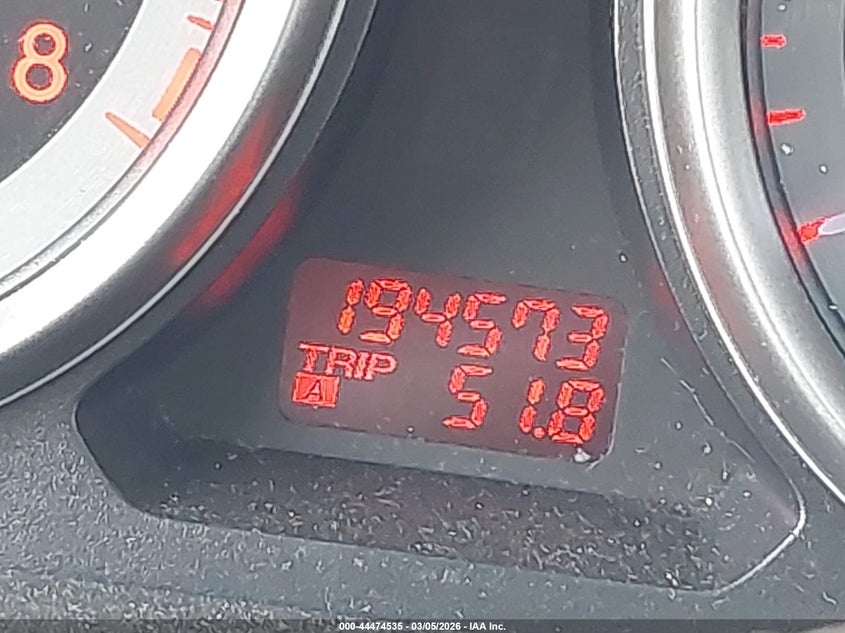 8
194573
TRIP
A 51.8
000-44474535 - 03/05/2026 - IAA Inc.